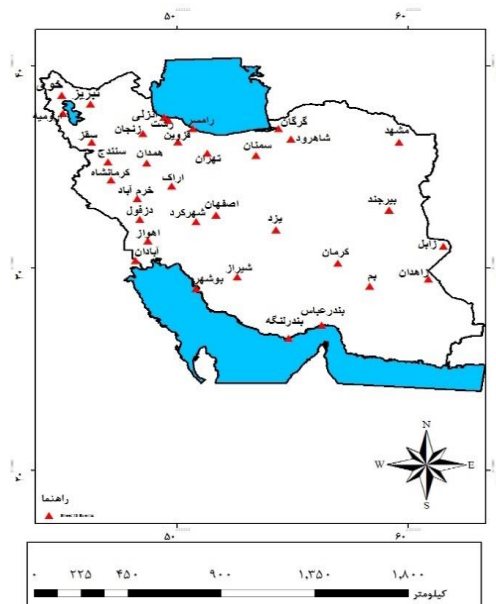 ۵۰ ۶۰
۴۰
خوی
تبریز
ارومیه
انزلی
رشت
رامسر
گرگان
زنجان
قزوین
شاهرود
مشهد
سقز
تهران
سمنان
سنندج
همدان
کرمانشاه
اراک
خرم آباد
بیرجند
دزفول
شهرکرد
اصفهان
یزد
اهواز
زابل
آبادان
کرمان
شیراز
زاهدان
بوشهر
بم
بندرعباس
بندرلنگه
N
W E
S
راهنما
۵۰ ۶۰
۰ ۲۲۵ ۴۵۰ ۹۰۰ ۱,۳۵۰ ۱,۸۰۰
کیلومتر